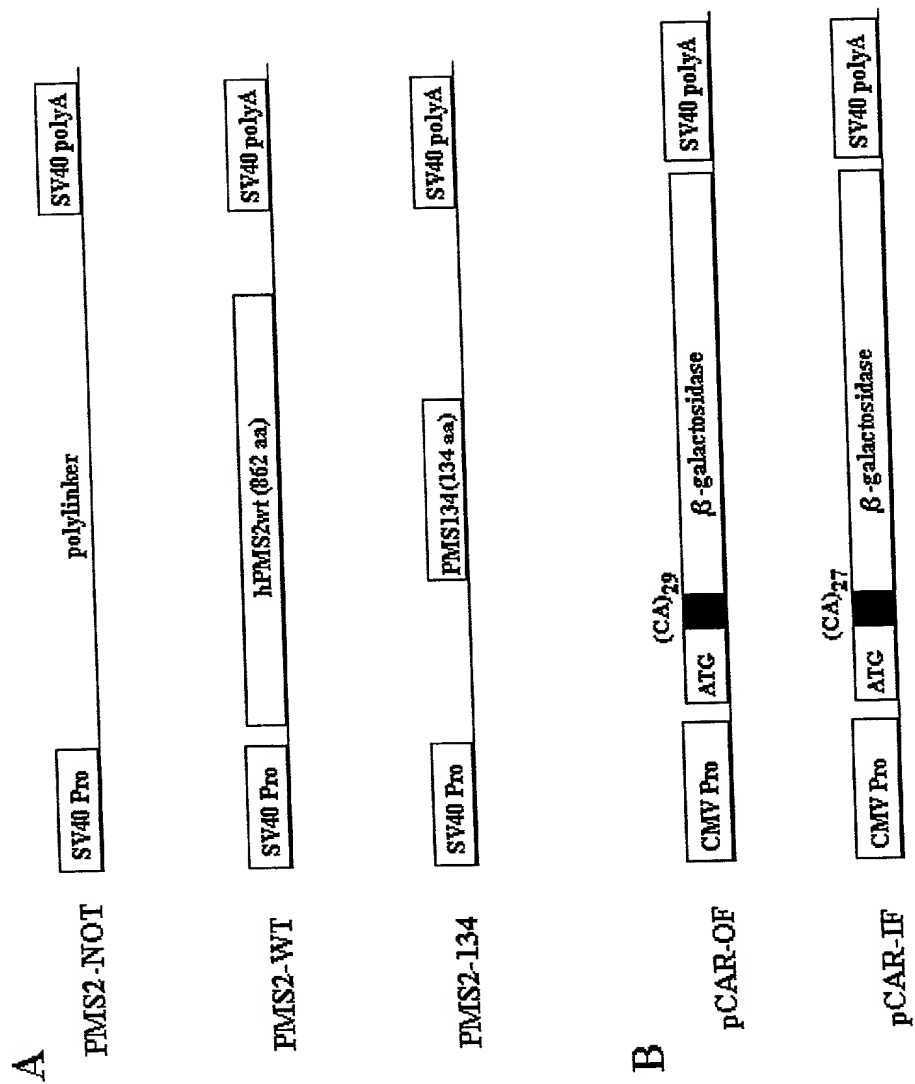 A
PMS2-NOT
SV40 Pro
polylinker
SV40 polyA
PMS2-WT
SV40 Pro
hPMS2wt (862 aa)
SV40 polyA
PMS2-134
SV40 Pro
PMS134(134 aa)
SV40 polyA
B
pCAR-OF
CMV Pro
ATG
(CA)29
β-galactosidase
SV40 polyA
pCAR-IF
CMV Pro
ATG
(CA)27
β-galactosidase
SV40 polyA